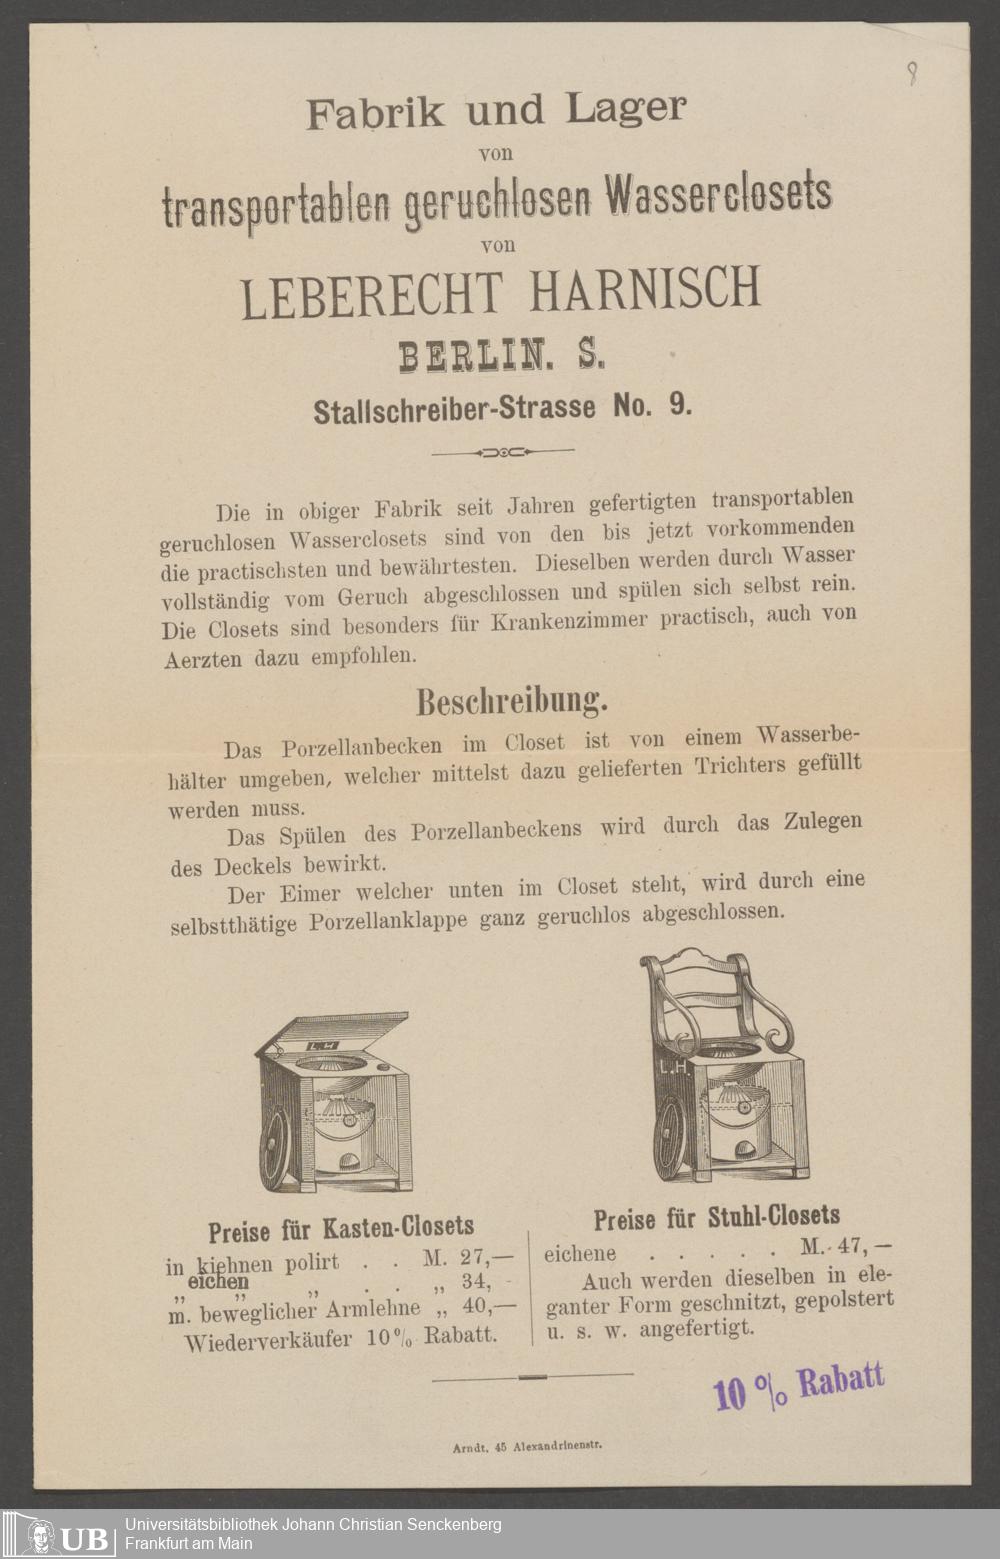 8
Fabrik und Lager
von
transportablen geruchlosen Wasserclosets
von
LEBERECHT HARNISCH
BERLIN. S.
Stallschreiber-Strasse No. 9.
Die in obiger Fabrik seit Jahren gefertigten transportablen
geruchlosen Wasserclosets sind von den bis jetzt vorkommenden
die practischsten und bewährtesten. Dieselben werden durch Wasser
vollständig vom Geruch abgeschlossen und spülen sich selbst rein.
Die Closets sind besonders für Krankenzimmer practisch, auch von
Aerzten dazu empfohlen.
Beschreibung.
Das Porzellanbecken im Closet ist von einem Wasserbe-
hälter umgeben, welcher mittelst dazu gelieferten Trichters gefüllt
werden muss.
Das Spülen des Porzellanbeckens wird durch das Zulegen
des Deckels bewirkt.
Der Eimer welcher unten im Closet steht, wird durch eine
selbstthätige Porzellanklappe ganz geruchlos abgeschlossen.
L.H.
L.H.
Preise für Kasten-Closets
in kiehnen polirt . . M. 27,—
eichen
„ „ „ . . „ 34, -
m. beweglicher Armlehne „ 40,—
Wiederverkäufer 10% Rabatt.
Preise für Stuhl-Closets
eichene . . . . . M. 47,—
Auch werden dieselben in ele-
ganter Form geschnitzt, gepolstert
u. s. w. angefertigt.
10 % Rabatt
Arndt, 45 Alexandrinenstr.
UB
Universitätsbibliothek Johann Christian Senckenberg
Frankfurt am Main